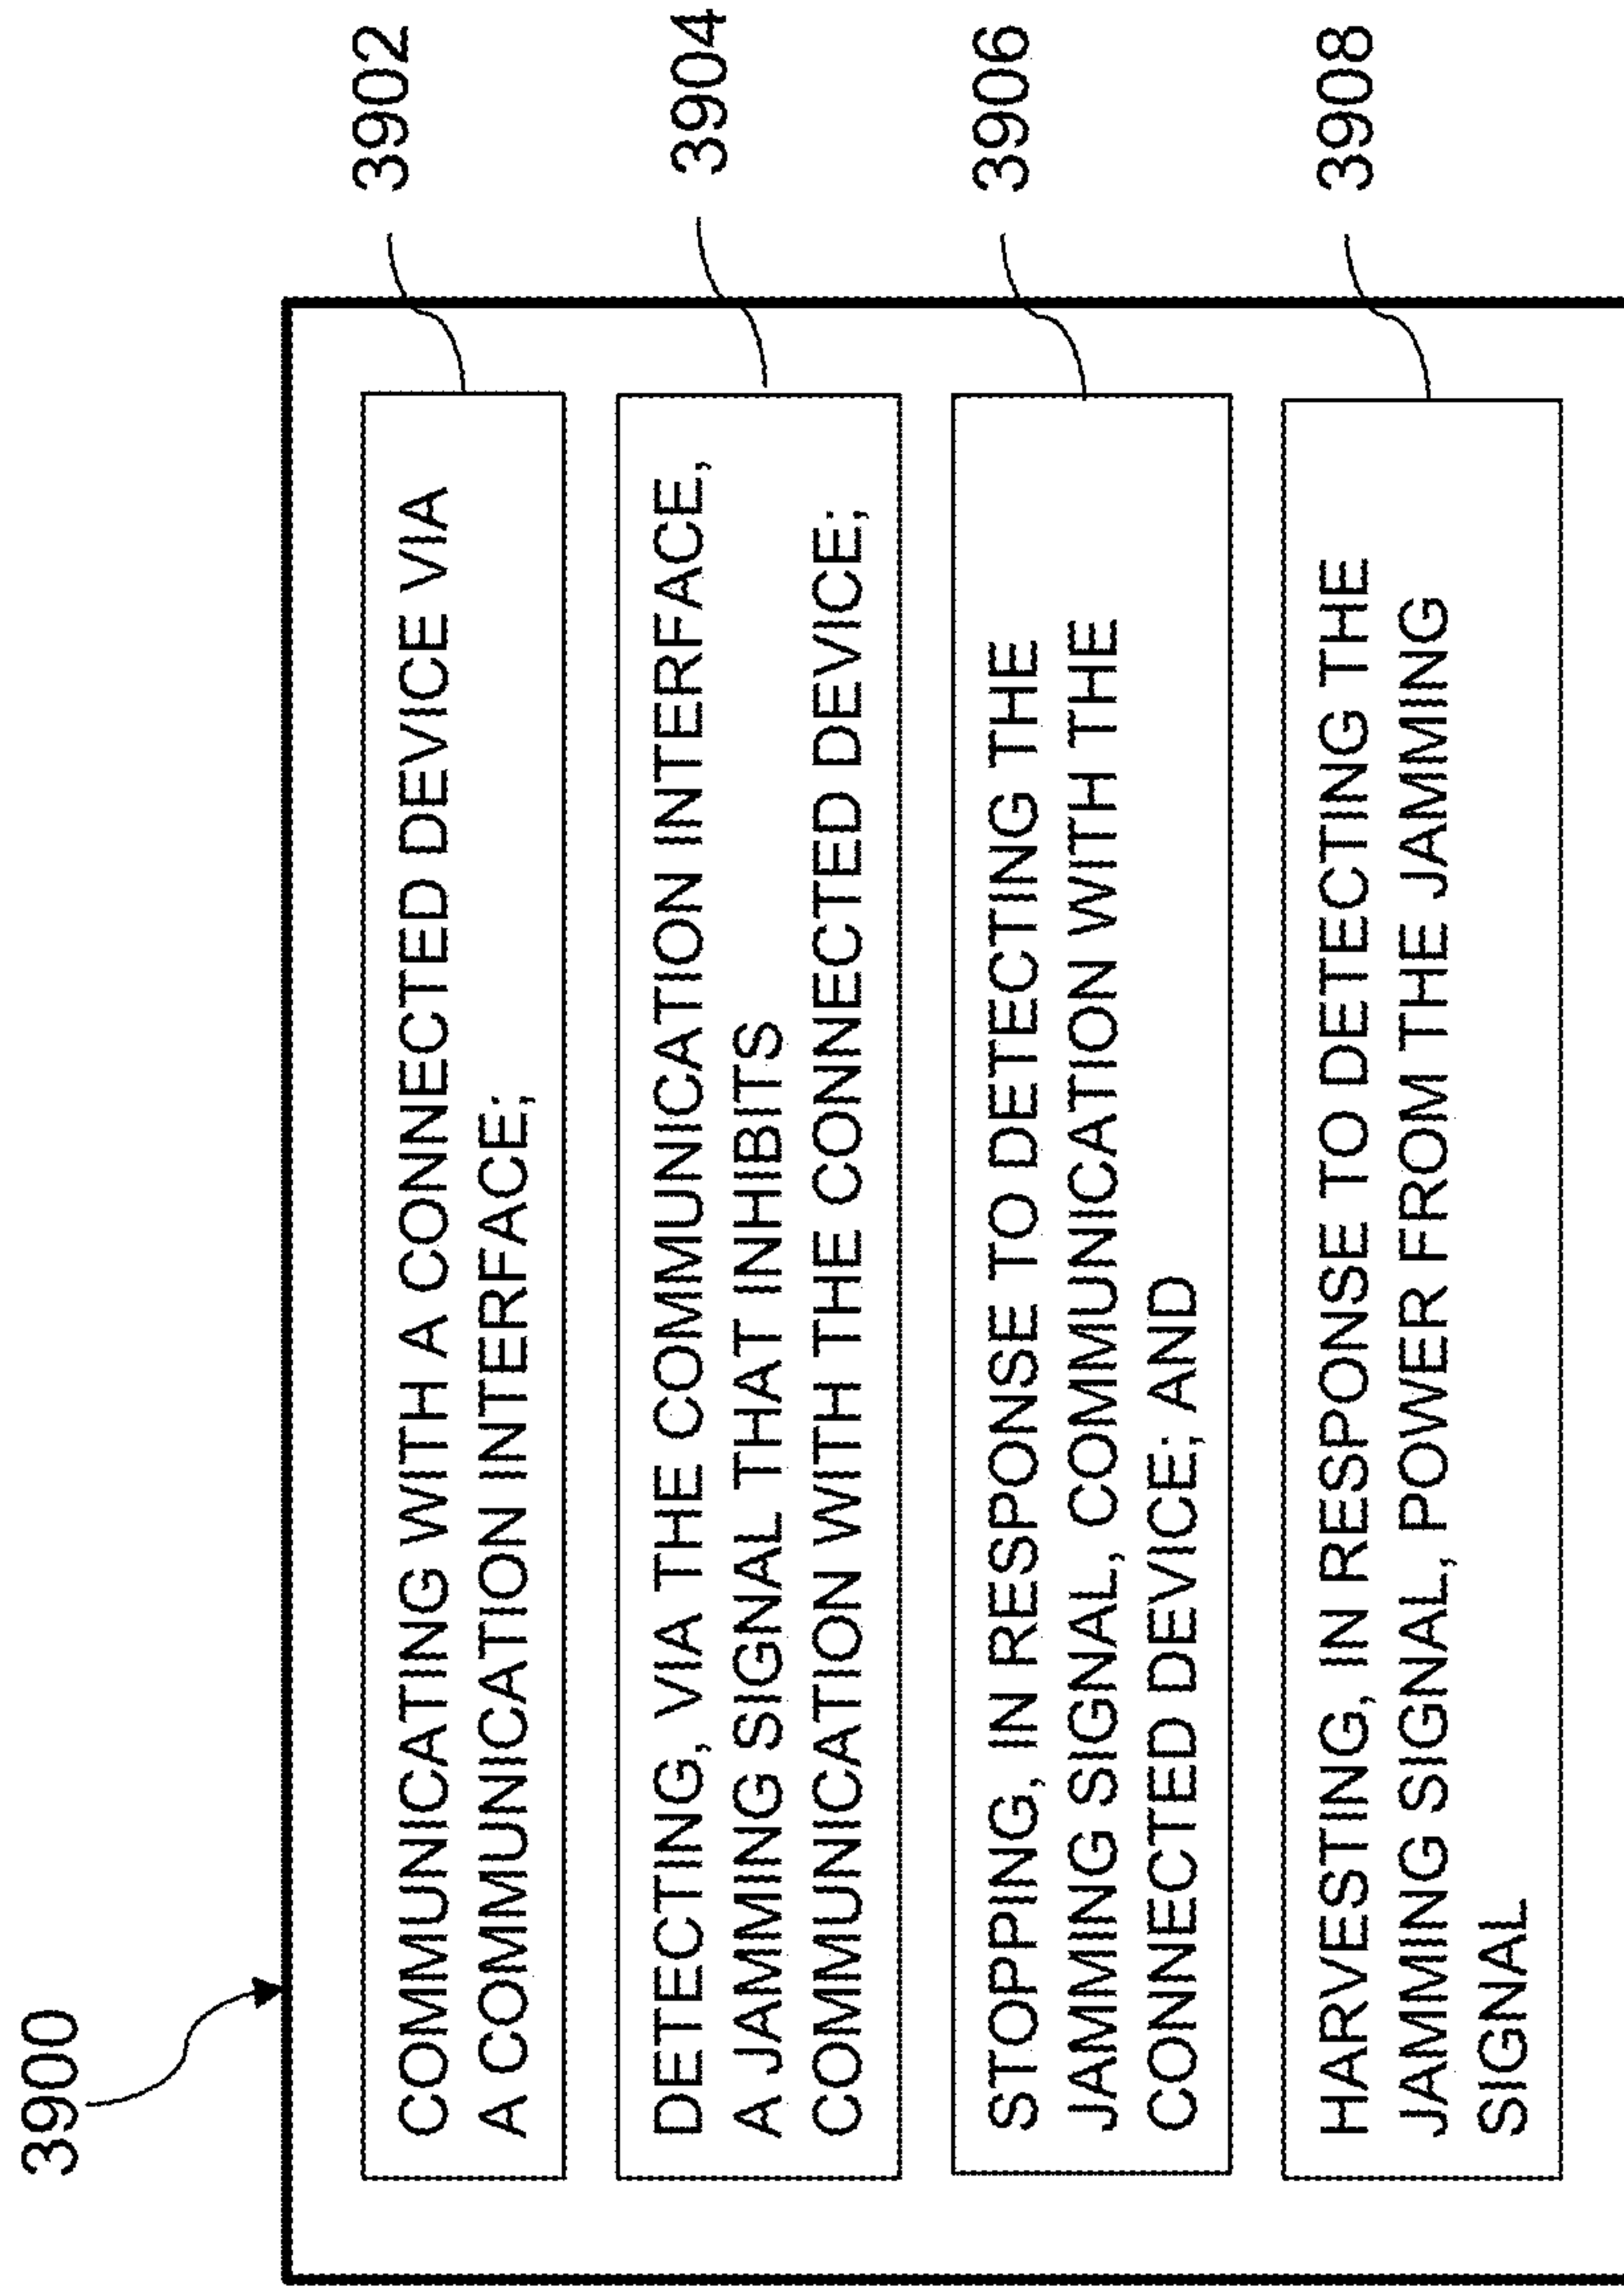 3900
COMMUNICATING WITH A CONNECTED DEVICE VIA
A COMMUNICATION INTERFACE;
3902
DETECTING, VIA THE COMMUNICATION INTERFACE,
A JAMMING SIGNAL THAT INHIBITS
COMMUNICATION WITH THE CONNECTED DEVICE;
3904
STOPPING, IN RESPONSE TO DETECTING THE
JAMMING SIGNAL, COMMUNICATION WITH THE
CONNECTED DEVICE; AND
3906
HARVESTING, IN RESPONSE TO DETECTING THE
JAMMING SIGNAL, POWER FROM THE JAMMING
SIGNAL
3908